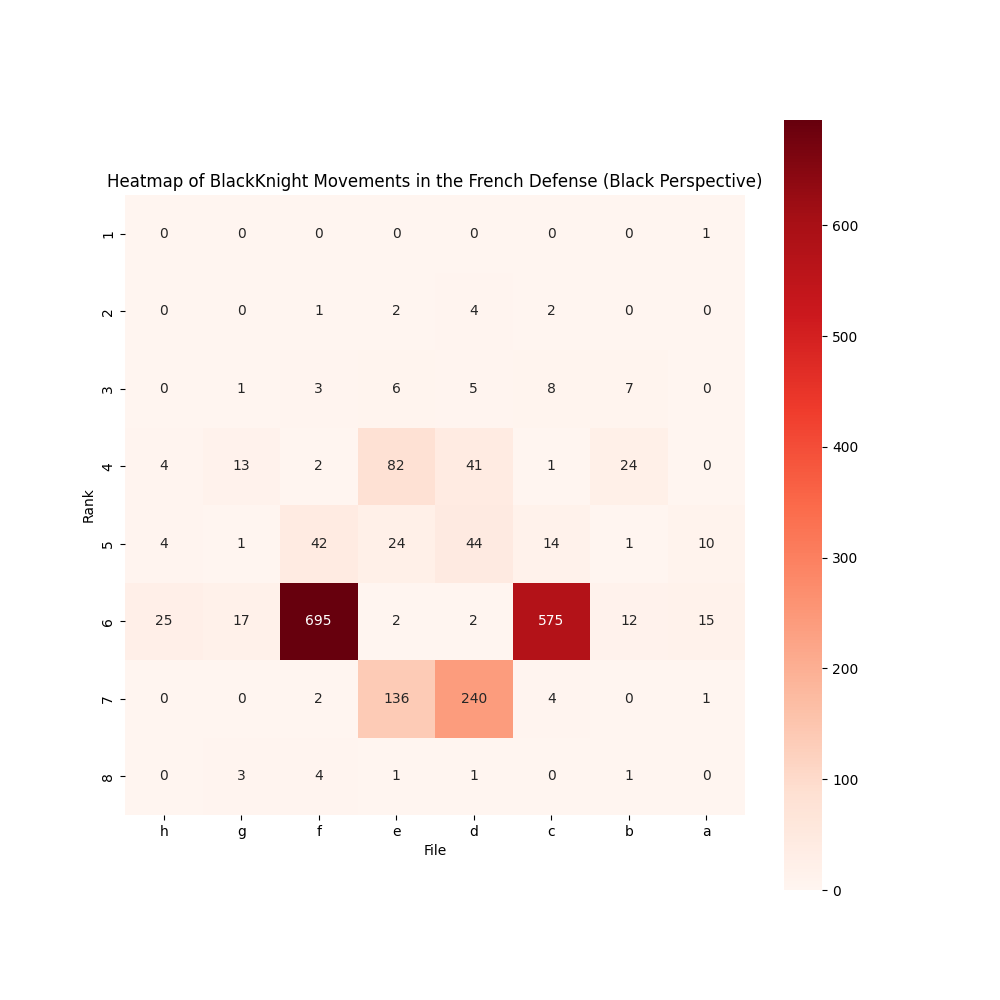 Heatmap of BlackKnight Movements in the French Defense (Black Perspective)
1 0 0 0 0 0 0 0 1
2 0 0 1 2 4 2 0 0
3 0 1 3 6 5 8 7 0
4 4 13 2 82 41 1 24 0
5 4 1 42 24 44 14 1 10
6 25 17 695 2 2 575 12 15
7 0 0 2 136 240 4 0 1
8 0 3 4 1 1 0 1 0
Rank
h g f e d c b a
File
600
500
400
300
200
100
0